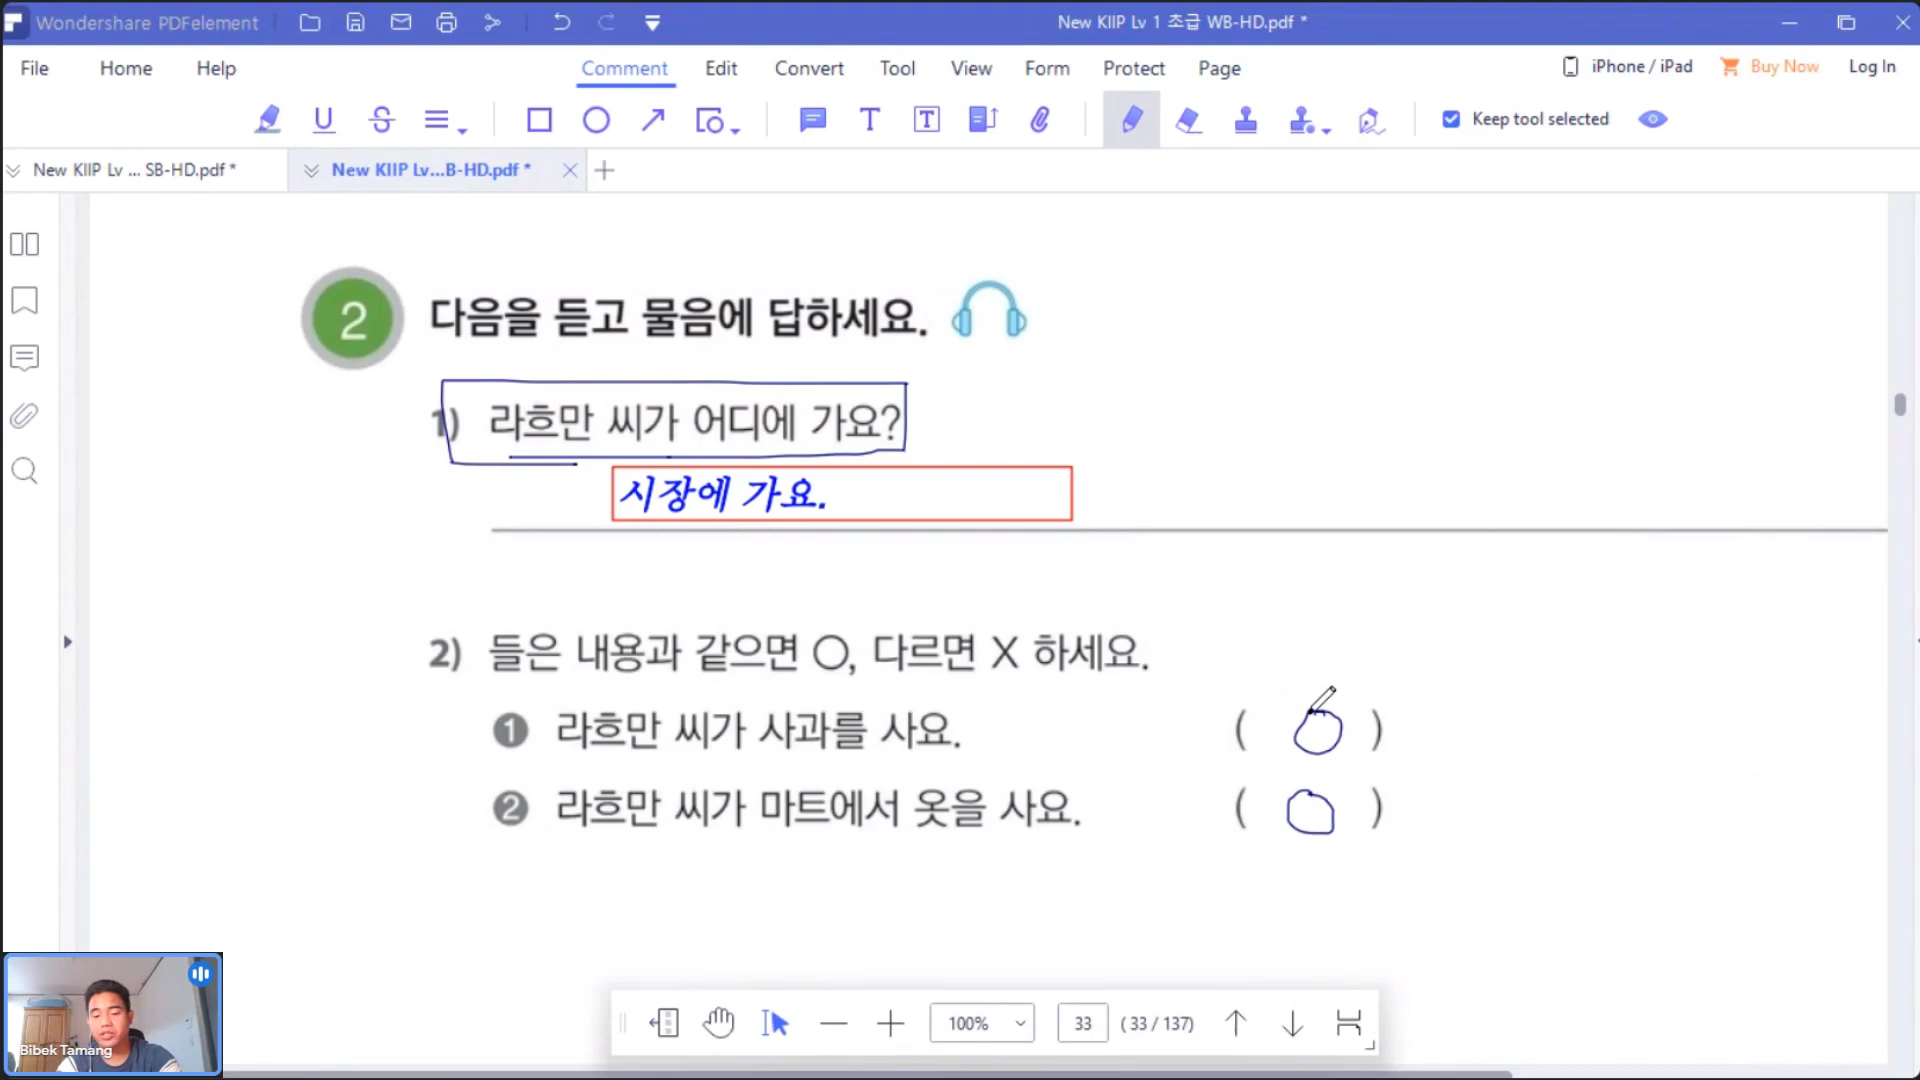 Wondershare PDFelement
New KIIP Lv 1 초급 WB-HD.pdf *
File Home Help Comment Edit Convert Tool View Form Protect Page iPhone / iPad Buy Now Log In
Keep tool selected
New KIIP Lv ... SB-HD.pdf *
New KIIP Lv...B-HD.pdf *
2 다음을 듣고 물음에 답하세요.
1) 라흐만 씨가 어디에 가요?
시장에 가요.
2) 들은 내용과 같으면 ○, 다르면 X 하세요.
❶ 라흐만 씨가 사과를 사요. ( O )
❷ 라흐만 씨가 마트에서 옷을 사요. ( O )
Bibek Tamang
100% 33 (33 / 137)